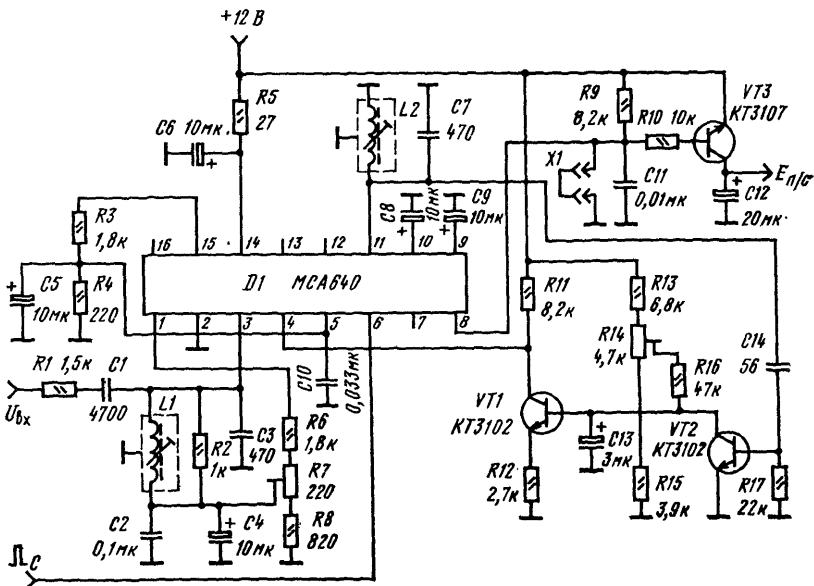 +12 В
R5
27
C6 10мк.
+
L2
C7
470
R9
8,2к
R10 10к
VT3
КТ3107
X1
C11
0,01мк
+
Eп/σ
C12
20мк
R3
1,8к
C8
10мк
+
C9
10мк
+
16 15 14 13 12 11 10 9
+
C5
10мк
R4
220
D1 MCA640
1 2 3 4 5 6 7 8
R11
8,2к
R13
6,8к
R14
4,7к
R16
47к
C14
56
R1 1,5к
C1
4700
Uвх
C10
0,033мк
L1
R2
1к
C3
470
R6
1,8к
R7
220
R8
820
C2
0,1мк
+
C4
10мк
VT1
КТ3102
R12
2,7к
+
C13
3мк
VT2
КТ3102
R15
3,9к
R17
22к
C